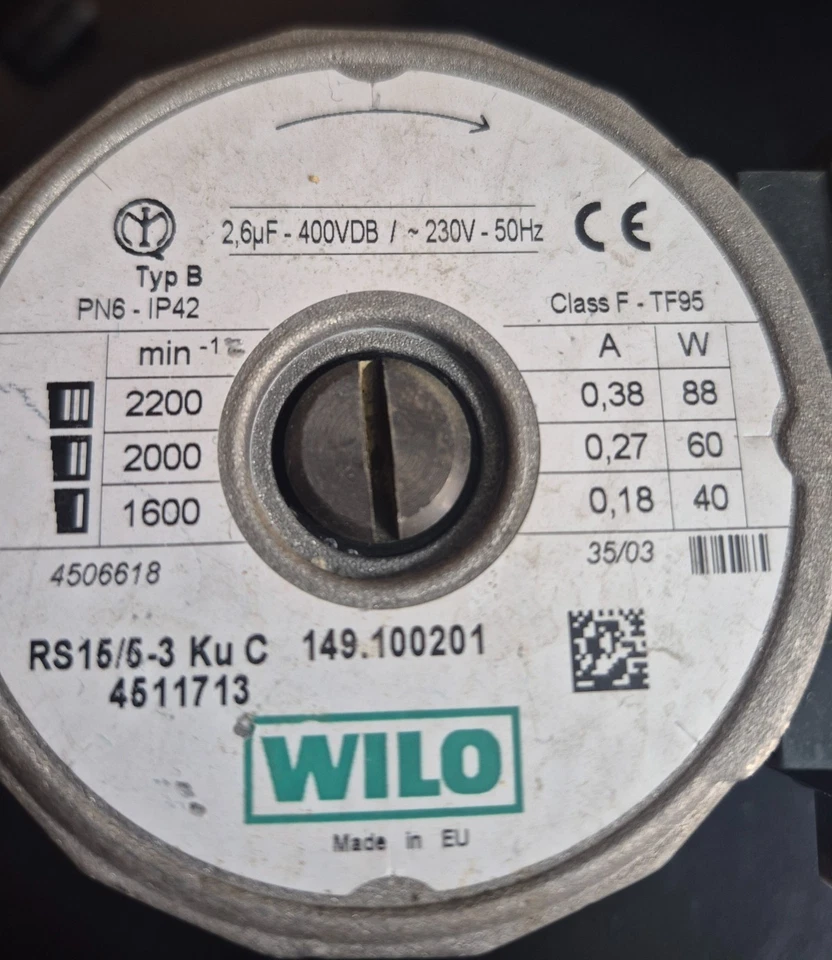 2,6µF - 400VDB / ~ 230V - 50Hz
CE
Typ B
PN6 - IP42
Class F - TF95
min -1
A W
2200 0,38 88
2000 0,27 60
1600 0,18 40
4506618
35/03
RS15/5-3 Ku C 149.100201
4511713
WILO
Made in EU